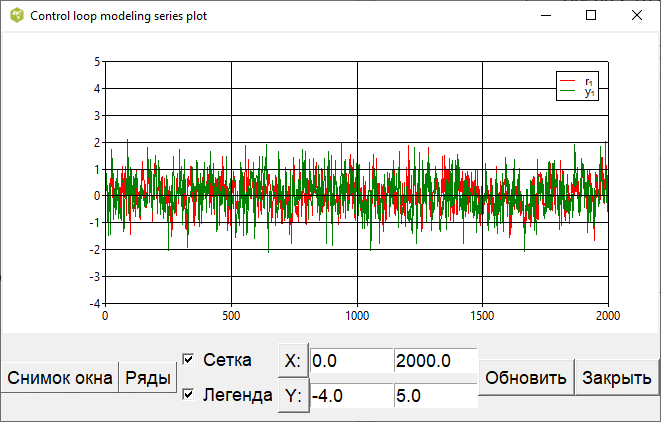 Control loop modeling series plot
5
4
3
2
1
0
-1
-2
-3
-4
0 500 1000 1500 2000
r₁
y₁
Снимок окна Ряды
Сетка X: 0.0 2000.0
Легенда Y: -4.0 5.0
Обновить Закрыть